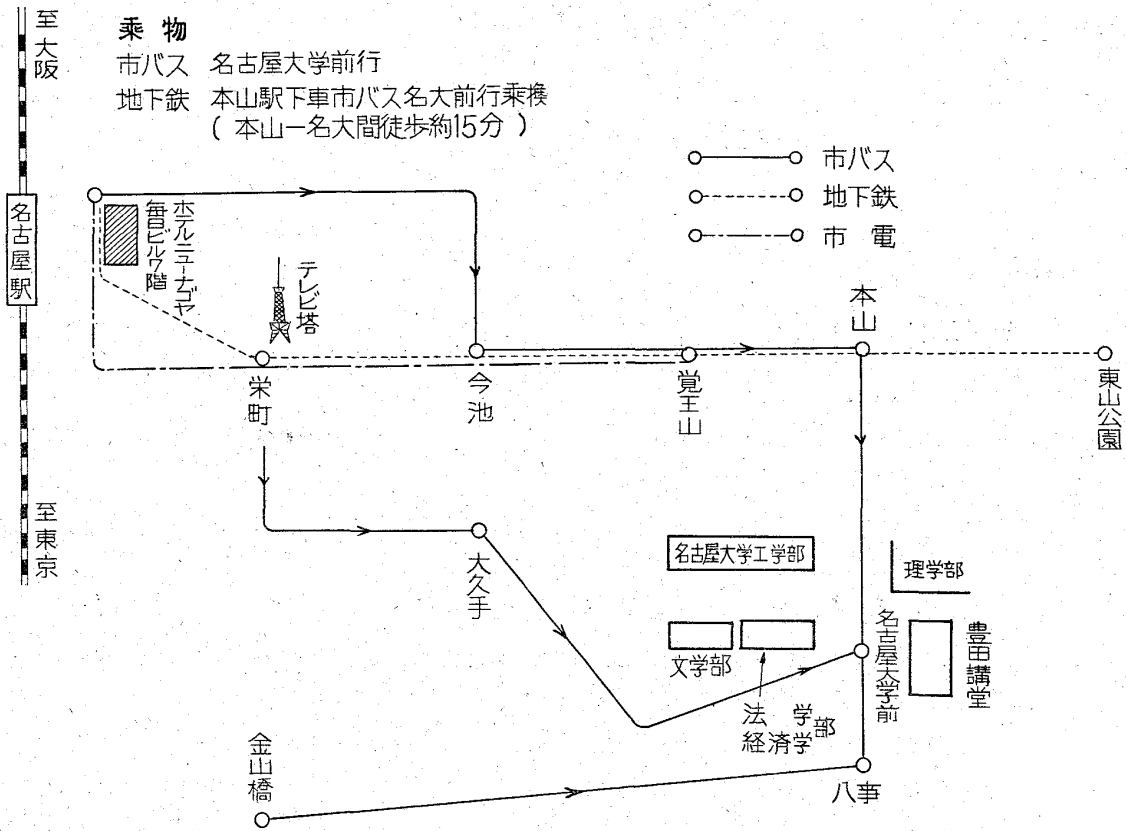 至大阪
乗物
市バス 名古屋大学前行
地下鉄 本山駅下車市バス名大前行乗換
(本山ー名大間徒歩約15分)
市バス
地下鉄
市電
名古屋駅
ホテルニューナゴヤ
毎日ビル7階
テレビ塔
栄町
今池
覚王山
本山
東山公園
至東京
大久手
名古屋大学工学部
理学部
文学部
法学部
経済学部
名古屋大学前
豊田講堂
金山橋
八事